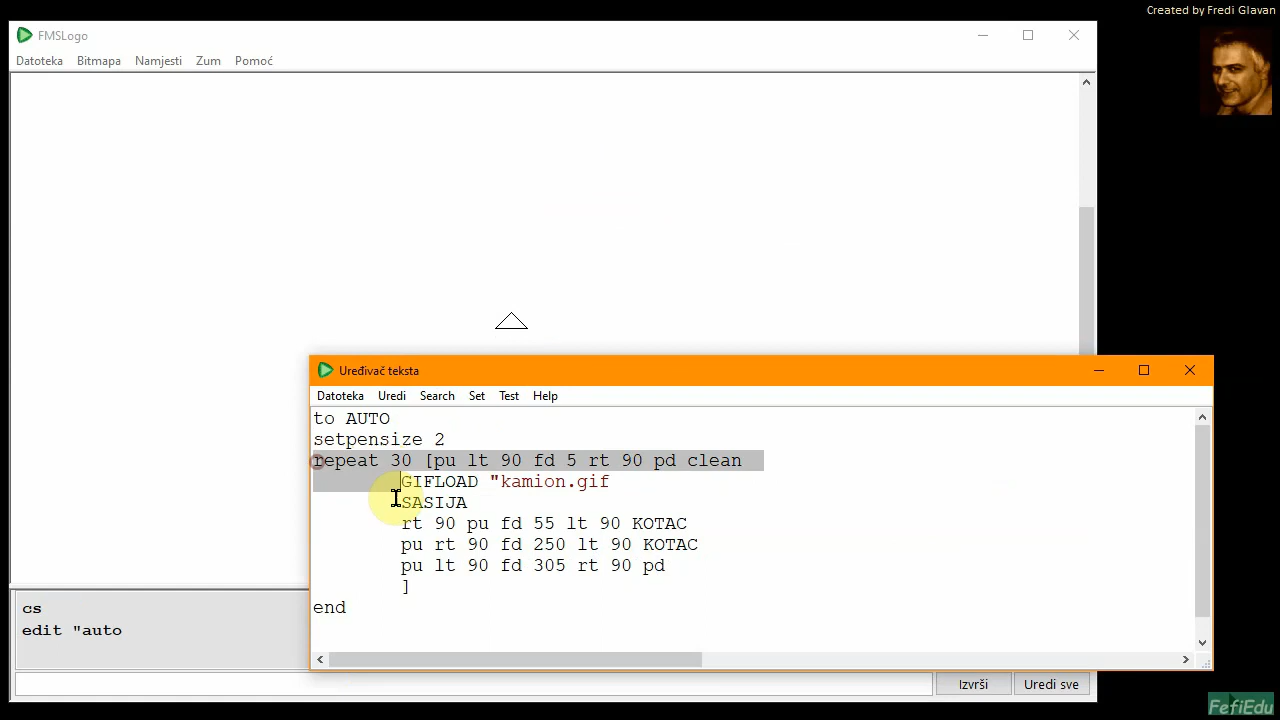 Created by Fredi Glavan
FMSLogo
Datoteka Bitmapa Namjesti Zum Pomoć
Uređivač teksta
Datoteka Uredi Search Set Test Help
to AUTO
setpensize 2
repeat 30 [pu lt 90 fd 5 rt 90 pd clean
GIFLOAD "kamion.gif
SASIJA
rt 90 pu fd 55 lt 90 KOTAC
pu rt 90 fd 250 lt 90 KOTAC
pu lt 90 fd 305 rt 90 pd
]
end
cs
edit "auto
Izvrši Uredi sve
FefiEdu